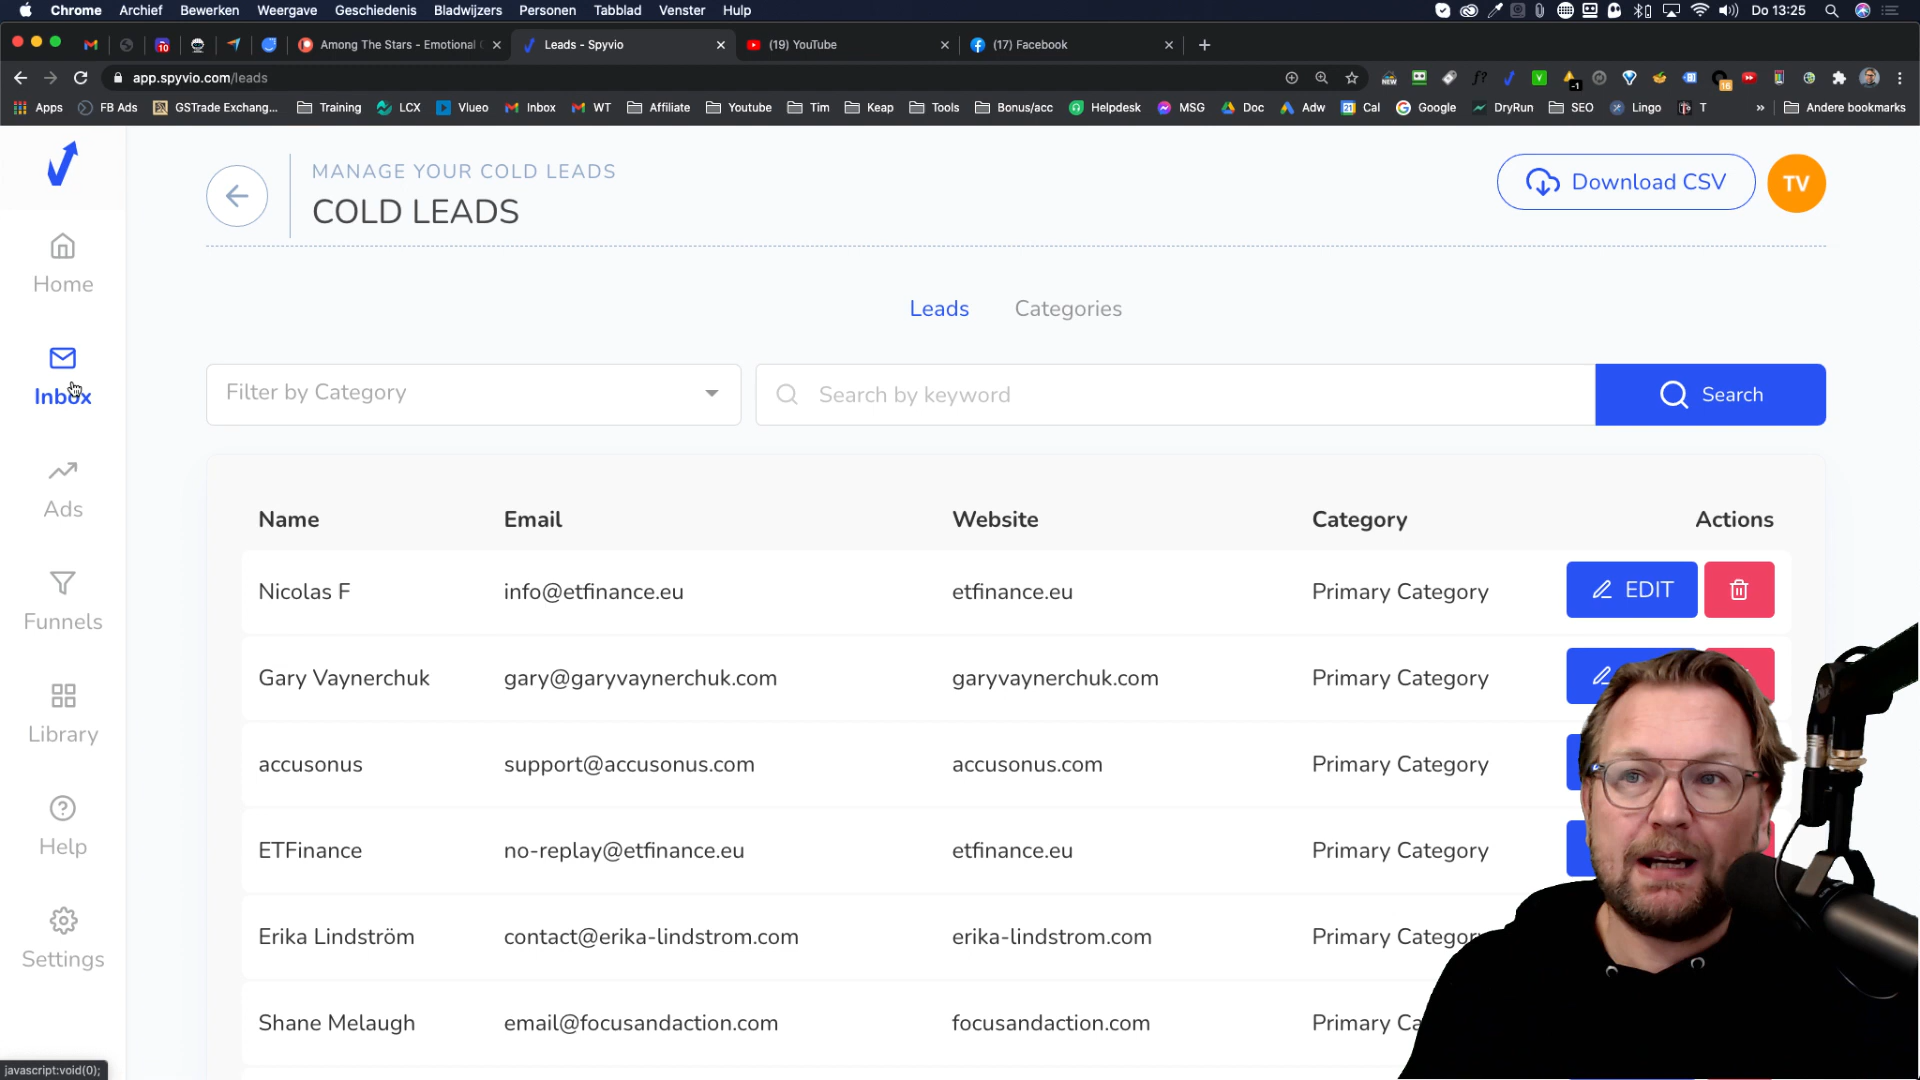 Chrome Archief Bewerken Weergave Geschiedenis Bladwijzers Personen Tabblad Venster Help Do 13:25
10 Among The Stars - Emotional Leads - Spyvio (19) YouTube (17) Facebook
app.spyvio.com/leads
Apps FB Ads GSTrade Exchang... Training LCX Vlueo Inbox WT Affiliate Youtube Tim Keap Tools Bonus/acc Helpdesk MSG Doc Adw Cal Google DryRun SEO Lingo T » Andere bookmarks
MANAGE YOUR COLD LEADS
COLD LEADS
Download CSV
TV
Home
Inbox
Ads
Funnels
Library
Help
Settings
Leads Categories
Filter by Category
Search by keyword
Search
Name Email Website Category Actions
Nicolas F info@etfinance.eu etfinance.eu Primary Category EDIT
Gary Vaynerchuk gary@garyvaynerchuk.com garyvaynerchuk.com Primary Category
accusonus support@accusonus.com accusonus.com Primary Category
ETFinance no-replay@etfinance.eu etfinance.eu Primary Category
Erika Lindström contact@erika-lindstrom.com erika-lindstrom.com Primary Categor
Shane Melaugh email@focusandaction.com focusandaction.com Primary Ca
javascript:void(0);